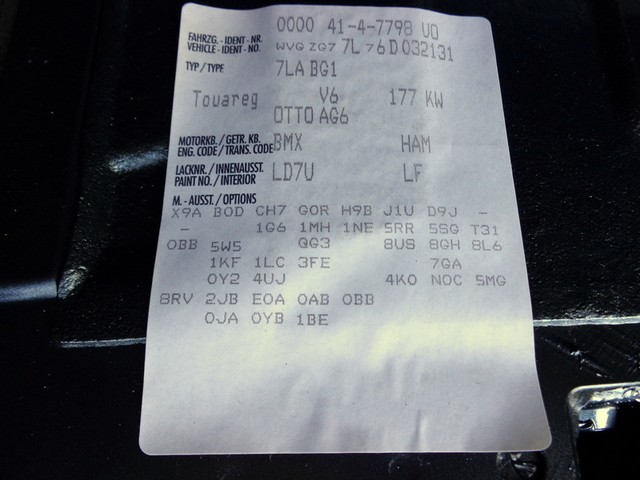 0000 41-4-7798 U0
FAHRZG.-IDENT-NR.
VEHICLE-IDENT-NO. WVG ZG7 7L 76 D 032131
TYP/TYPE 7LA BG1
Touareg V6 177 KW
OTTO AG6
MOTORKB./GETR. KB.
ENG. CODE/TRANS. CODE BMX HAM
LACKNR./INNENAUSST.
PAINT NO./INTERIOR LD7U LF
M.-AUSST./OPTIONS
X9A B0D CH7 G0R H9B J1U D9J -
- 1G6 1MH 1NE 5RR 5SG T31
0BB 5W5 QG3 8US 8GH 8L6
1KF 1LC 3FE 7GA
0Y2 4UJ 4K0 N0C 5MG
8RV 2JB E0A 0AB 0BB
0JA 0YB 1BE